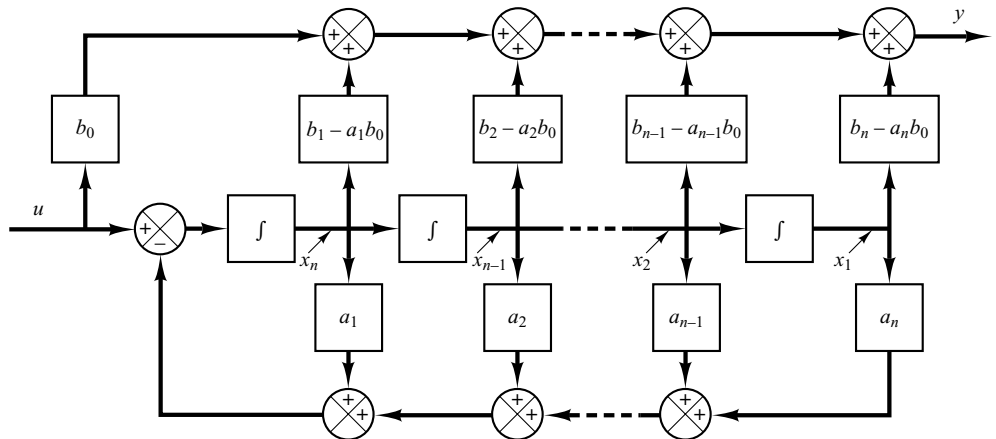 y
+ + + + + + + +
b₀ b₁ – a₁b₀ b₂ – a₂b₀ bₙ₋₁ – aₙ₋₁b₀ bₙ – aₙb₀
u
+ – ∫ ∫ ∫
xₙ xₙ₋₁ x₂ x₁
a₁ a₂ aₙ₋₁ aₙ
+ + + + + +